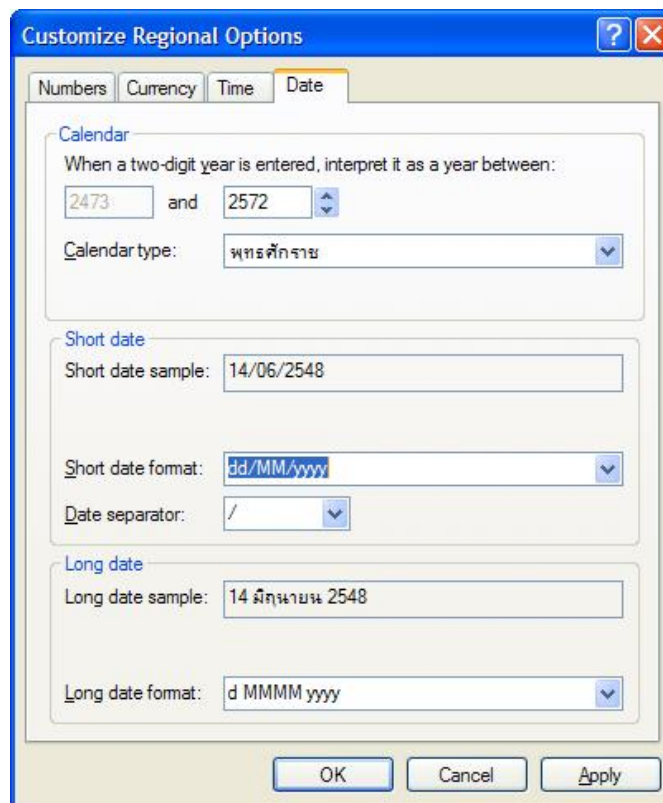 Customize Regional Options
Numbers Currency Time Date
Calendar
When a two-digit year is entered, interpret it as a year between:
2473 and 2572
Calendar type: พุทธศักราช
Short date
Short date sample: 14/06/2548
Short date format: dd/MM/yyyy
Date separator: /
Long date
Long date sample: 14 มิถุนายน 2548
Long date format: d MMMM yyyy
OK Cancel Apply